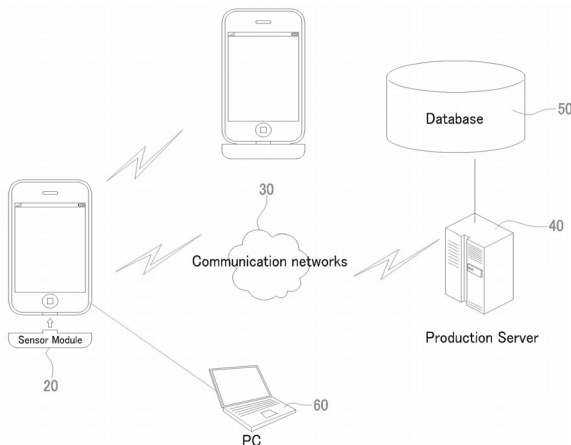 Database
50
30
40
Communication networks
Sensor Module
Production Server
20
60
PC